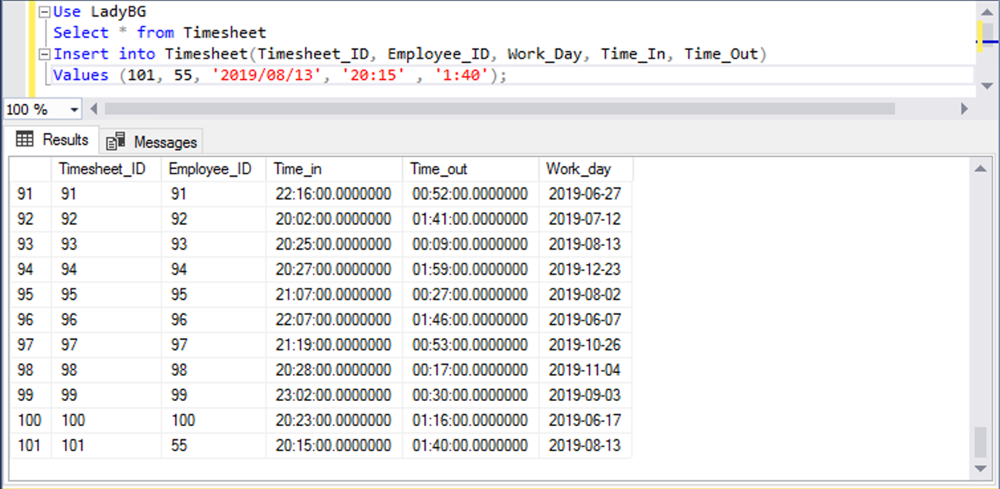 Use LadyBG
Select * from Timesheet
Insert into Timesheet(Timesheet_ID, Employee_ID, Work_Day, Time_In, Time_Out)
Values (101, 55, '2019/08/13', '20:15' , '1:40');
100 %
Results Messages
Timesheet_ID Employee_ID Time_in Time_out Work_day
91 91 91 22:16:00.0000000 00:52:00.0000000 2019-06-27
92 92 92 20:02:00.0000000 01:41:00.0000000 2019-07-12
93 93 93 20:25:00.0000000 00:09:00.0000000 2019-08-13
94 94 94 20:27:00.0000000 01:59:00.0000000 2019-12-23
95 95 95 21:07:00.0000000 00:27:00.0000000 2019-08-02
96 96 96 22:07:00.0000000 01:46:00.0000000 2019-06-07
97 97 97 21:19:00.0000000 00:53:00.0000000 2019-10-26
98 98 98 20:28:00.0000000 00:17:00.0000000 2019-11-04
99 99 99 23:02:00.0000000 00:30:00.0000000 2019-09-03
100 100 100 20:23:00.0000000 01:16:00.0000000 2019-06-17
101 101 55 20:15:00.0000000 01:40:00.0000000 2019-08-13